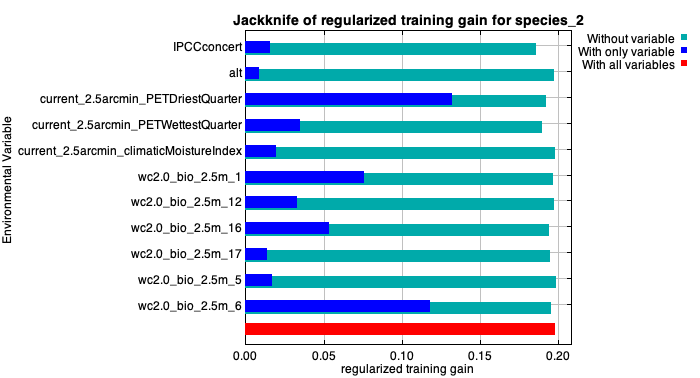 Jackknife of regularized training gain for species_2
Without variable
With only variable
With all variables
Environmental Variable
IPCCconcert
alt
current_2.5arcmin_PETDriestQuarter
current_2.5arcmin_PETWettestQuarter
current_2.5arcmin_climaticMoistureIndex
wc2.0_bio_2.5m_1
wc2.0_bio_2.5m_12
wc2.0_bio_2.5m_16
wc2.0_bio_2.5m_17
wc2.0_bio_2.5m_5
wc2.0_bio_2.5m_6
0.00 0.05 0.10 0.15 0.20
regularized training gain